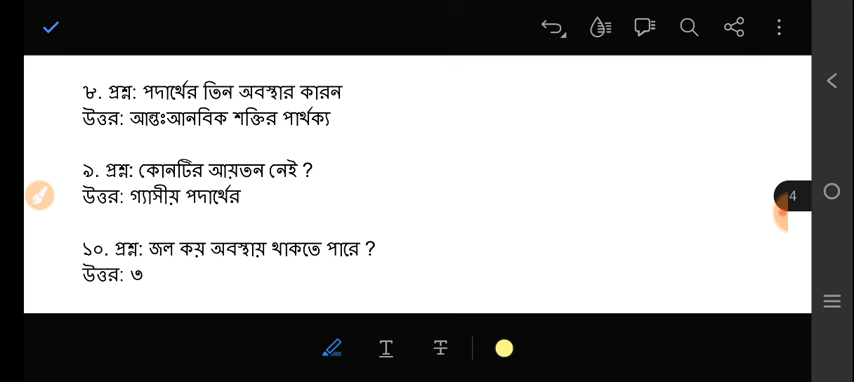 ৮. প্রশ্ন: পদার্থের তিন অবস্থার কারন
উত্তর: আন্তঃআনবিক শক্তির পার্থক্য
৯. প্রশ্ন: কোনটির আয়তন নেই ?
উত্তর: গ্যাসীয় পদার্থের
4
১০. প্রশ্ন: জল কয় অবস্থায় থাকতে পারে ?
উত্তর: ৩